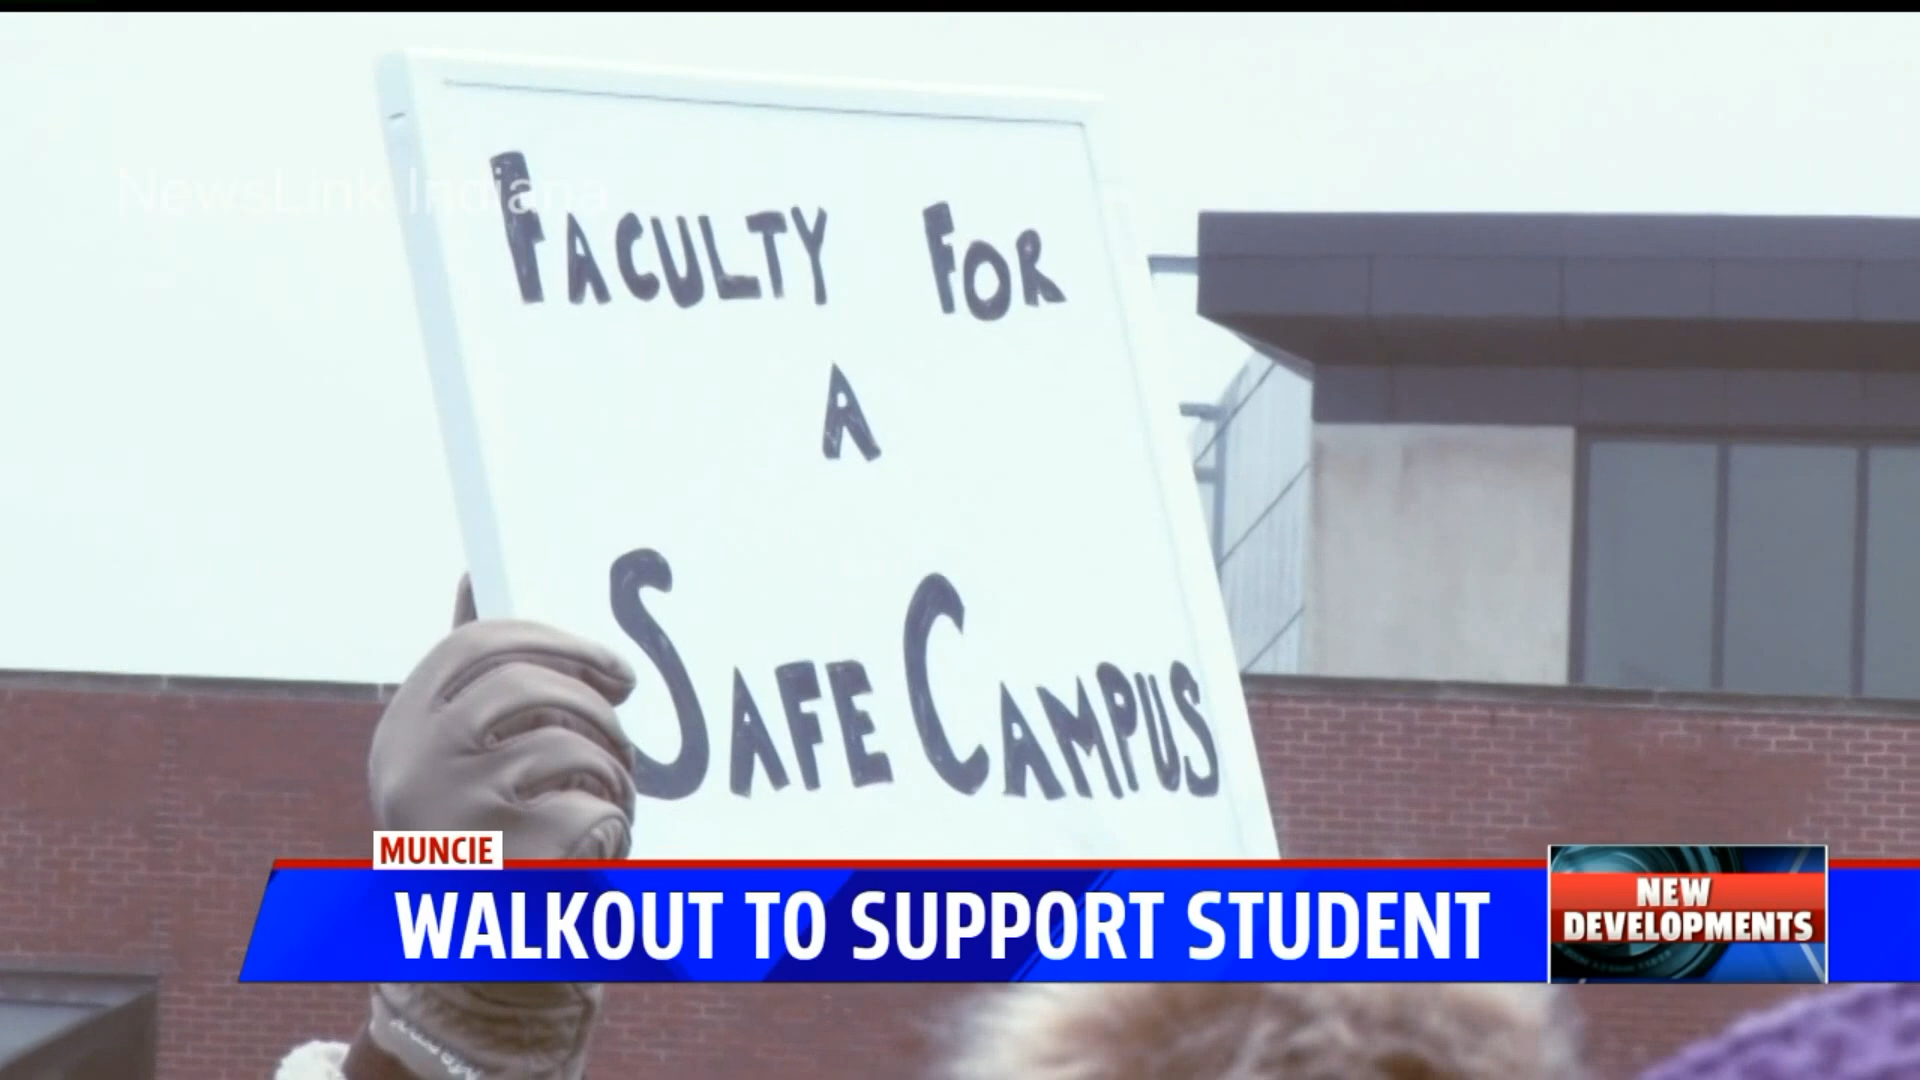 NewsLink Indiana
FACULTY FOR
A
SAFE CAMPUS
MUNCIE
WALKOUT TO SUPPORT STUDENT
NEW
DEVELOPMENTS